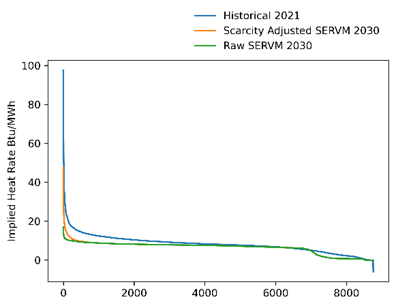 Historical 2021
Scarcity Adjusted SERVM 2030
Raw SERVM 2030
100
80
60
40
20
0
Implied Heat Rate Btu/MWh
0
2000
4000
6000
8000